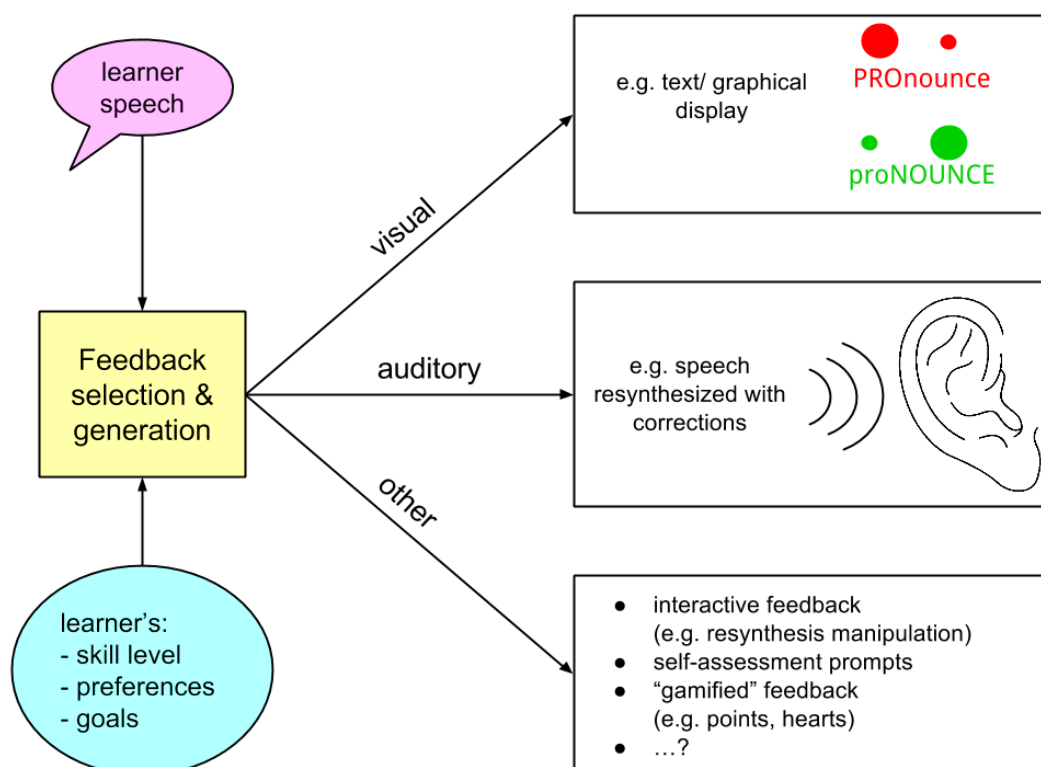 learner
speech
Feedback
selection &
generation
learner’s:
- skill level
- preferences
- goals
visual
auditory
other
e.g. text/ graphical
display
PROnounce
proNOUNCE
e.g. speech
resynthesized with
corrections
● interactive feedback
(e.g. resynthesis manipulation)
● self-assessment prompts
● “gamified” feedback
(e.g. points, hearts)
● …?